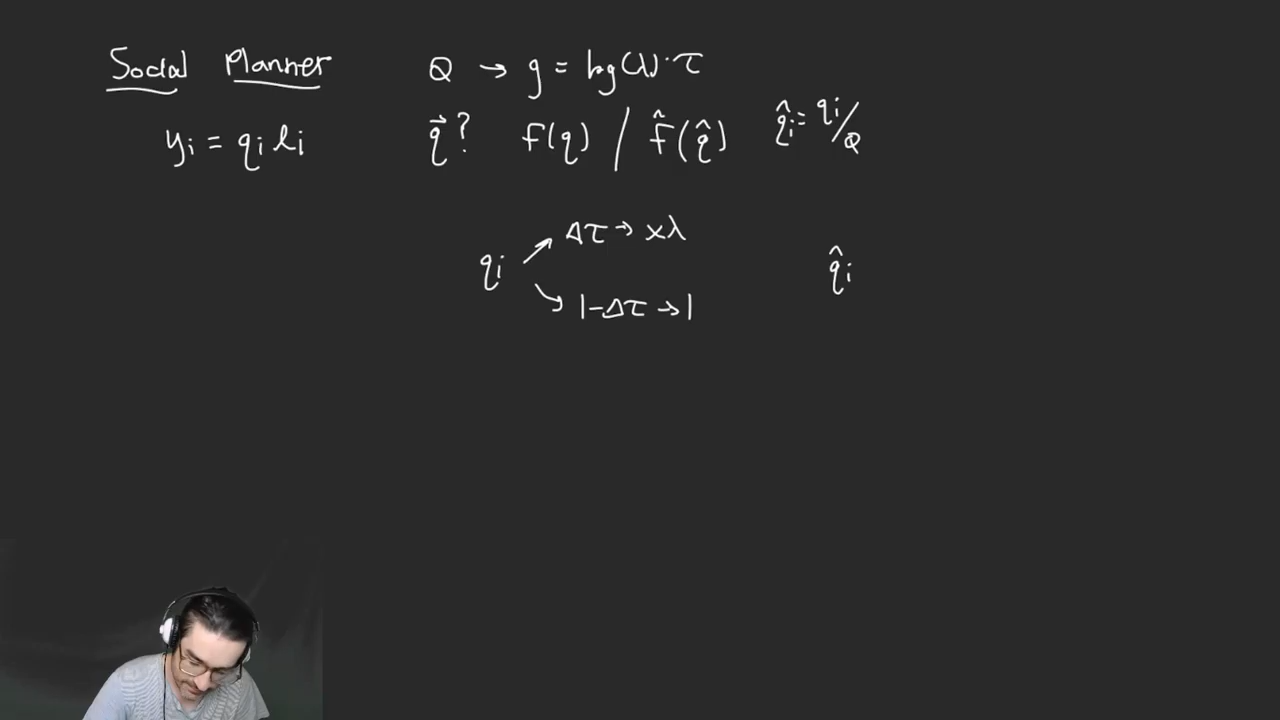 Social Planner
Q → g = log(λ)·τ
y_i = q_i l_i
q⃗ ? F(q) / F̂(q̂) q̂_i = q_i/Q
q_i
Δτ → xλ
1-Δτ → 1
q̂_i